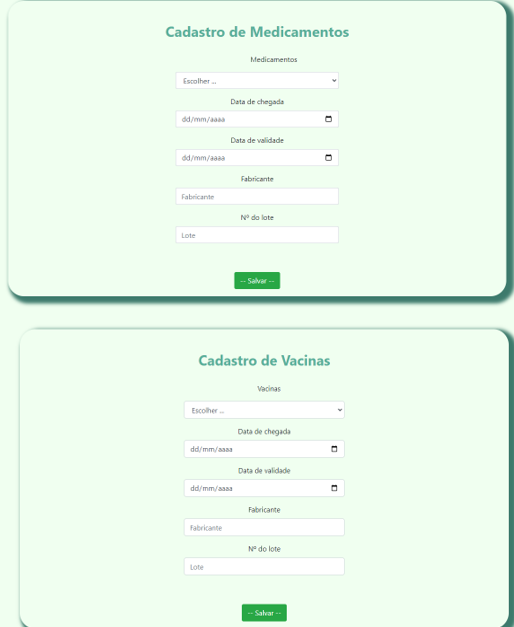 Cadastro de Medicamentos
Medicamentos
Escolher ...
Data de chegada
dd/mm/aaaa
Data de validade
dd/mm/aaaa
Fabricante
Fabricante
Nº do lote
Lote
-- Salvar --
Cadastro de Vacinas
Vacinas
Escolher ...
Data de chegada
dd/mm/aaaa
Data de validade
dd/mm/aaaa
Fabricante
Fabricante
Nº do lote
Lote
-- Salvar --